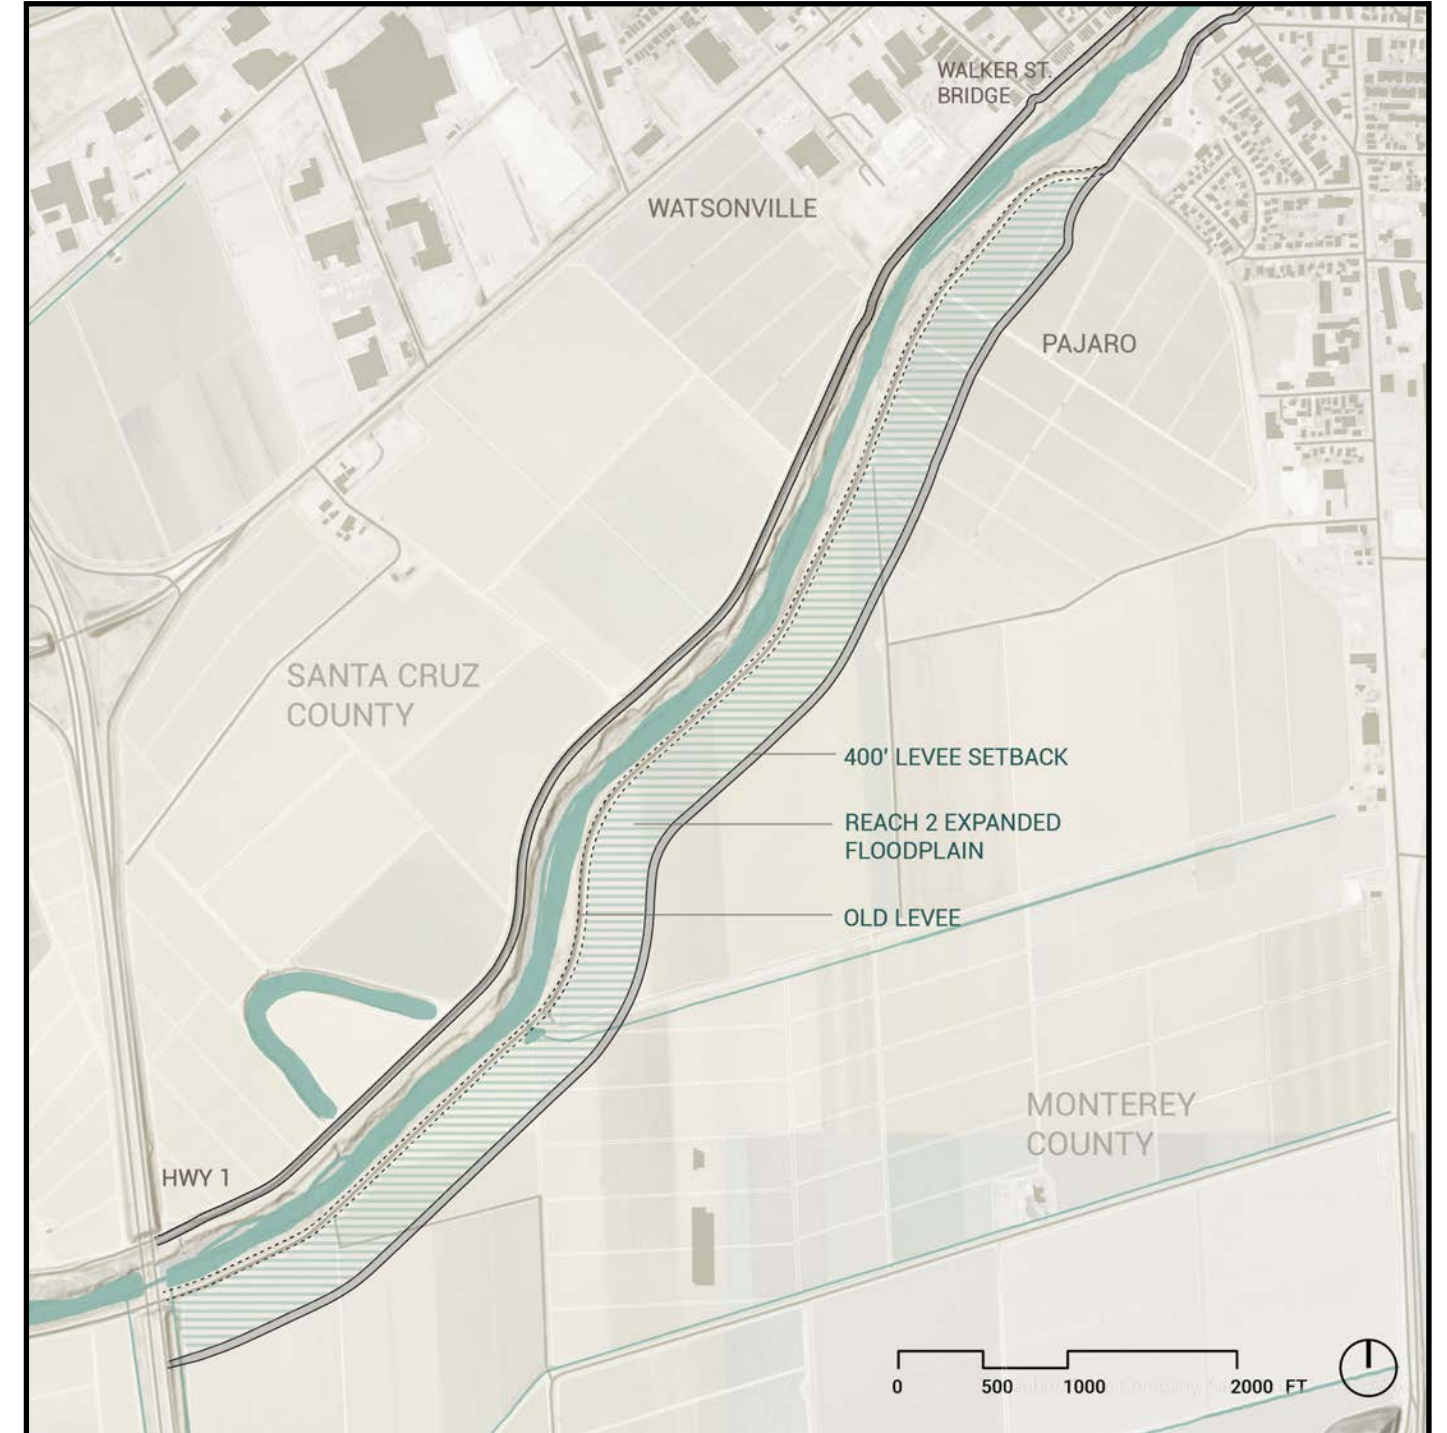 WALKER ST.
BRIDGE
WATSONVILLE
PAJARO
SANTA CRUZ
COUNTY
400' LEVEE SETBACK
REACH 2 EXPANDED
FLOODPLAIN
OLD LEVEE
MONTEREY
COUNTY
HWY 1
0 500 1000 2000 FT